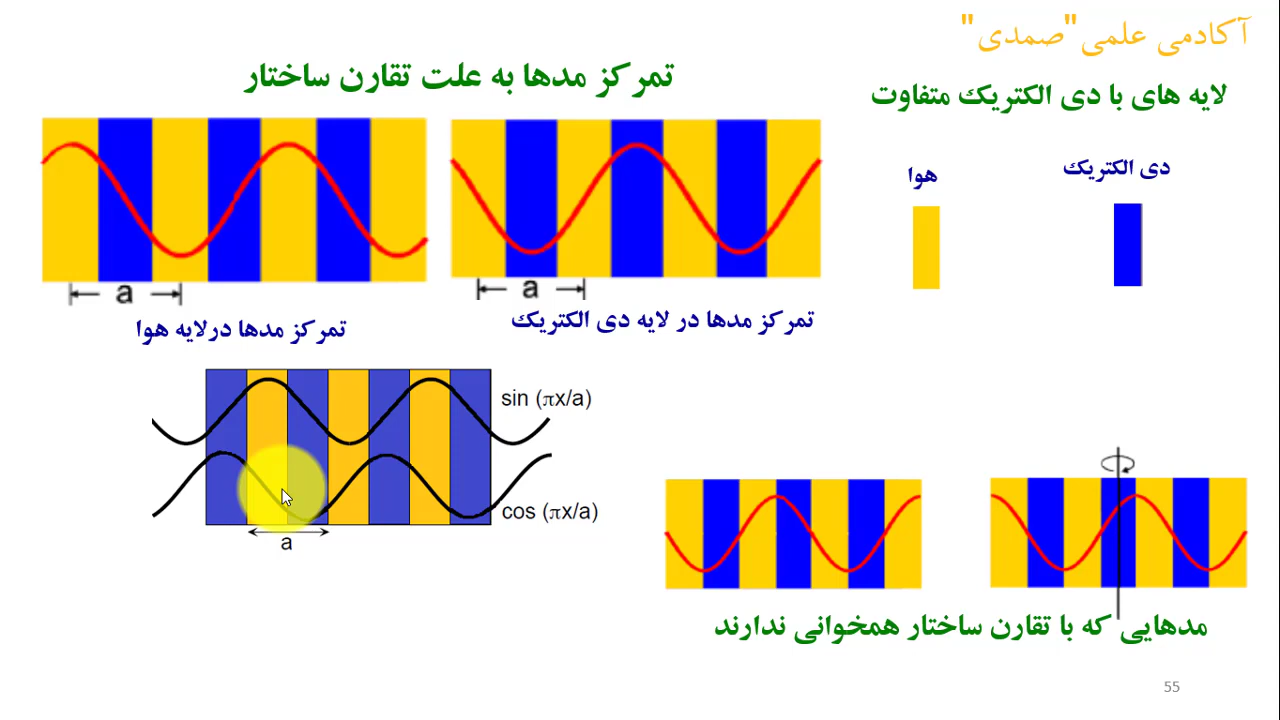 آکادمی علمی"صمدی"
تمرکز مدها به علت تقارن ساختار
لایه های با دی الکتریک متفاوت
دی الکتریک
هوا
a
a
تمرکز مدها در لایه دی الکتریک
تمرکز مدها درلایه هوا
sin (πx/a)
cos (πx/a)
a
مدهایی که با تقارن ساختار همخوانی ندارند
55